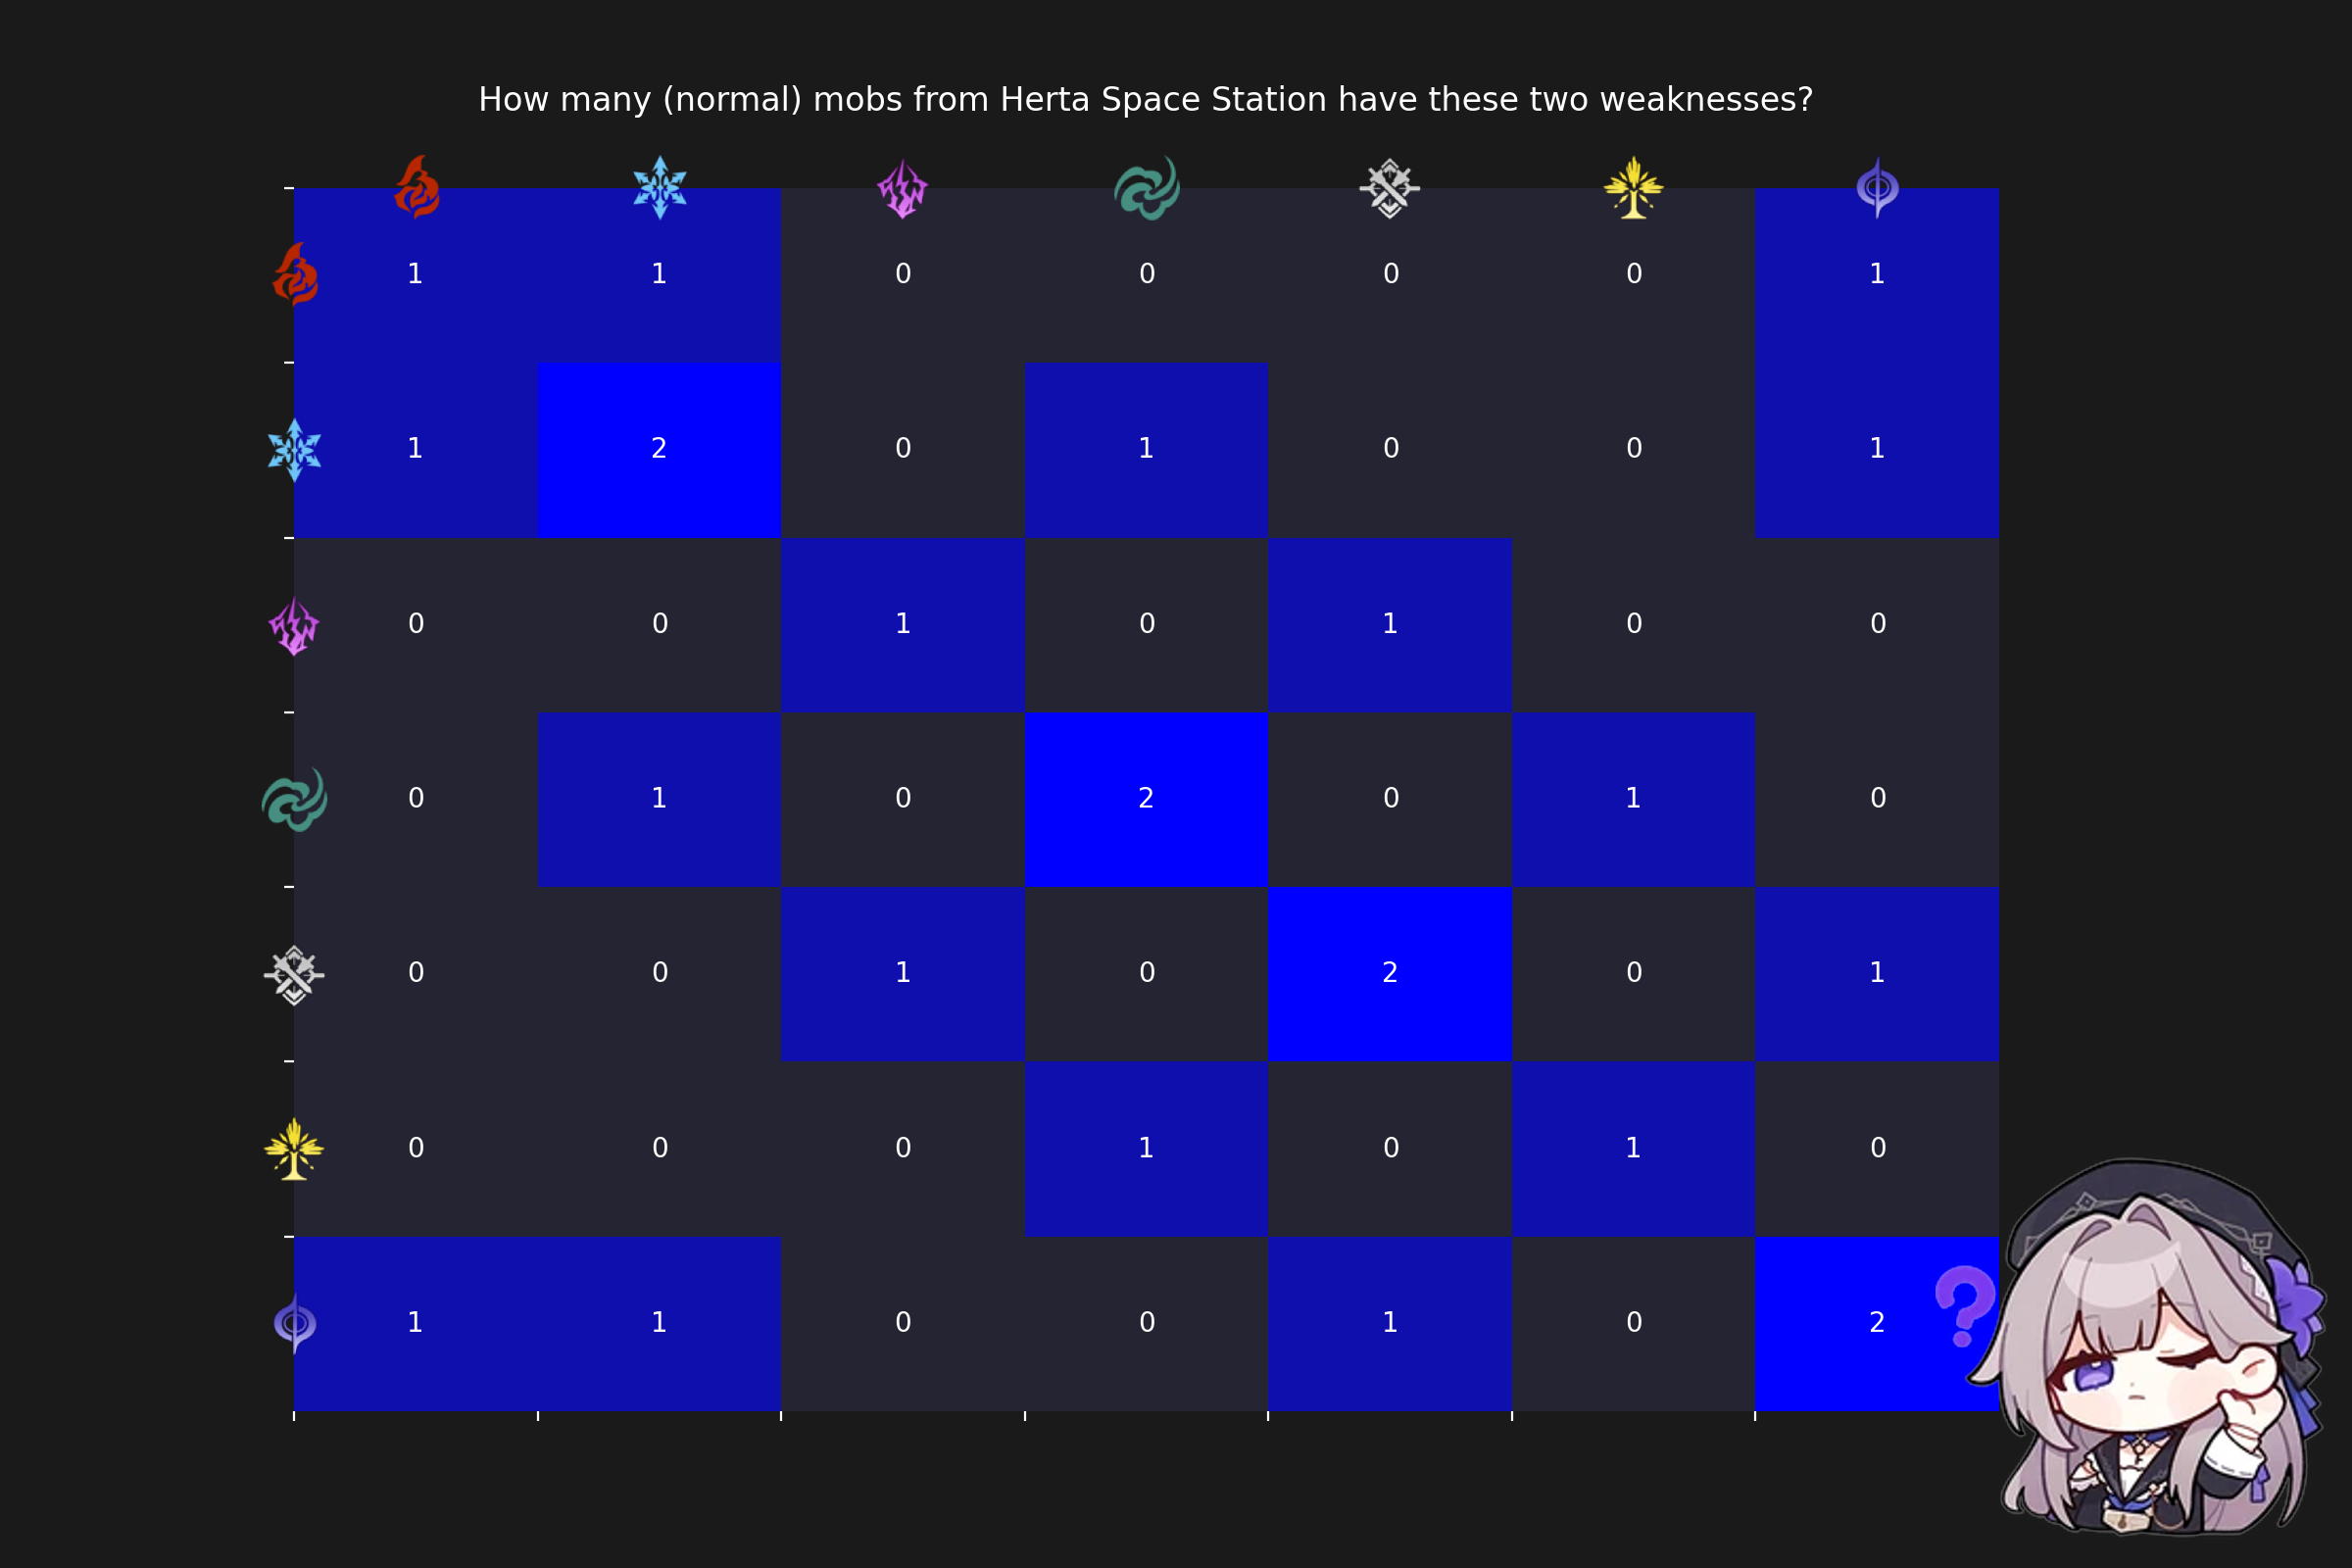 How many (normal) mobs from Herta Space Station have these two weaknesses?
1 1 0 0 0 0 1
1 2 0 1 0 0 1
0 0 1 0 1 0 0
0 1 0 2 0 1 0
0 0 1 0 2 0 1
0 0 0 1 0 1 0
1 1 0 0 1 0 2
?